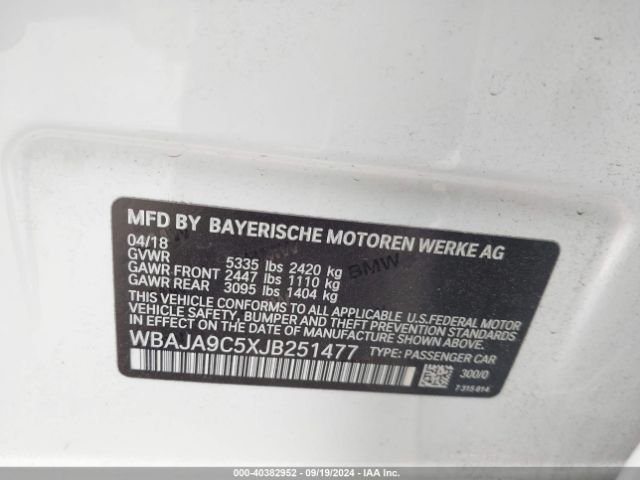 MFD BY BAYERISCHE MOTOREN WERKE AG
04/18
GVWR 5335 lbs 2420 kg
GAWR FRONT 2447 lbs 1110 kg
GAWR REAR 3095 lbs 1404 kg
THIS VEHICLE CONFORMS TO ALL APPLICABLE U.S.FEDERAL MOTOR
VEHICLE SAFETY, BUMPER AND THEFT PREVENTION STANDARDS IN
EFFECT ON THE DATE OF MANUFACTURE SHOWN ABOVE.
WBAJA9C5XJB251477 TYPE: PASSENGER CAR
300/0
BMW
000-40382952 - 09/19/2024 - IAA Inc.